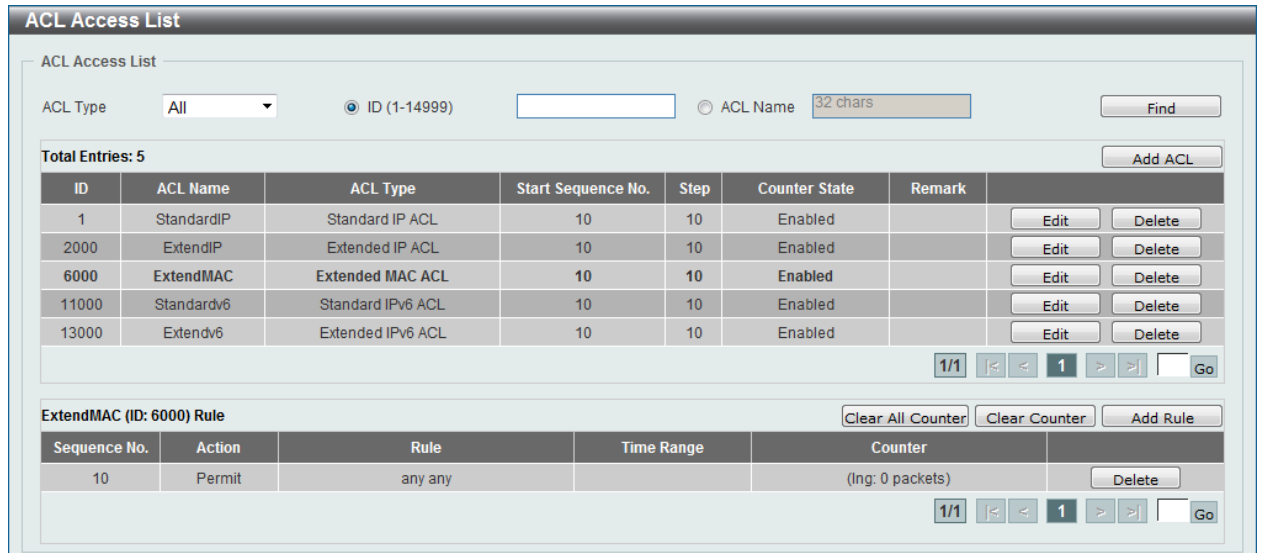 ACL Access List
ACL Access List
ACL Type All ID (1-14999) ACL Name 32 chars Find
Total Entries: 5 Add ACL
ID ACL Name ACL Type Start Sequence No. Step Counter State Remark
1 StandardIP Standard IP ACL 10 10 Enabled Edit Delete
2000 ExtendIP Extended IP ACL 10 10 Enabled Edit Delete
6000 ExtendMAC Extended MAC ACL 10 10 Enabled Edit Delete
11000 Standardv6 Standard IPv6 ACL 10 10 Enabled Edit Delete
13000 Extendv6 Extended IPv6 ACL 10 10 Enabled Edit Delete
1/1 |< < 1 > >| Go
ExtendMAC (ID: 6000) Rule Clear All Counter Clear Counter Add Rule
Sequence No. Action Rule Time Range Counter
10 Permit any any (Ing: 0 packets) Delete
1/1 |< < 1 > >| Go